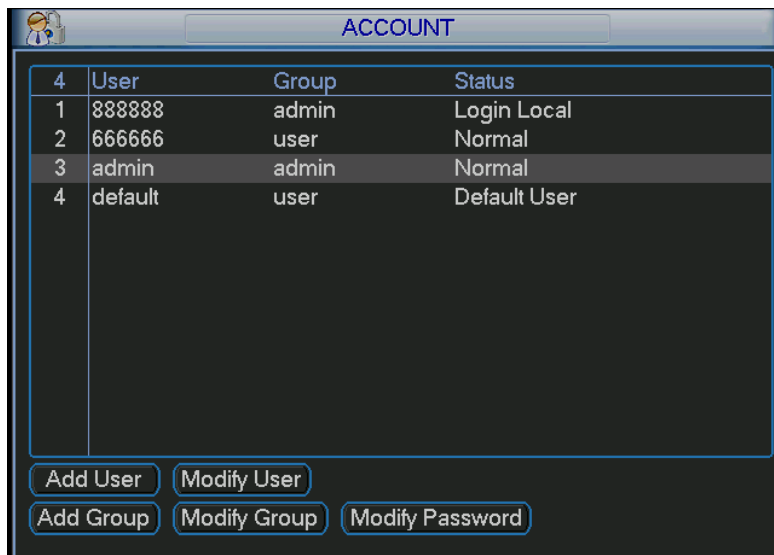 ACCOUNT
4 User Group Status
1 888888 admin Login Local
2 666666 user Normal
3 admin admin Normal
4 default user Default User
Add User Modify User
Add Group Modify Group Modify Password